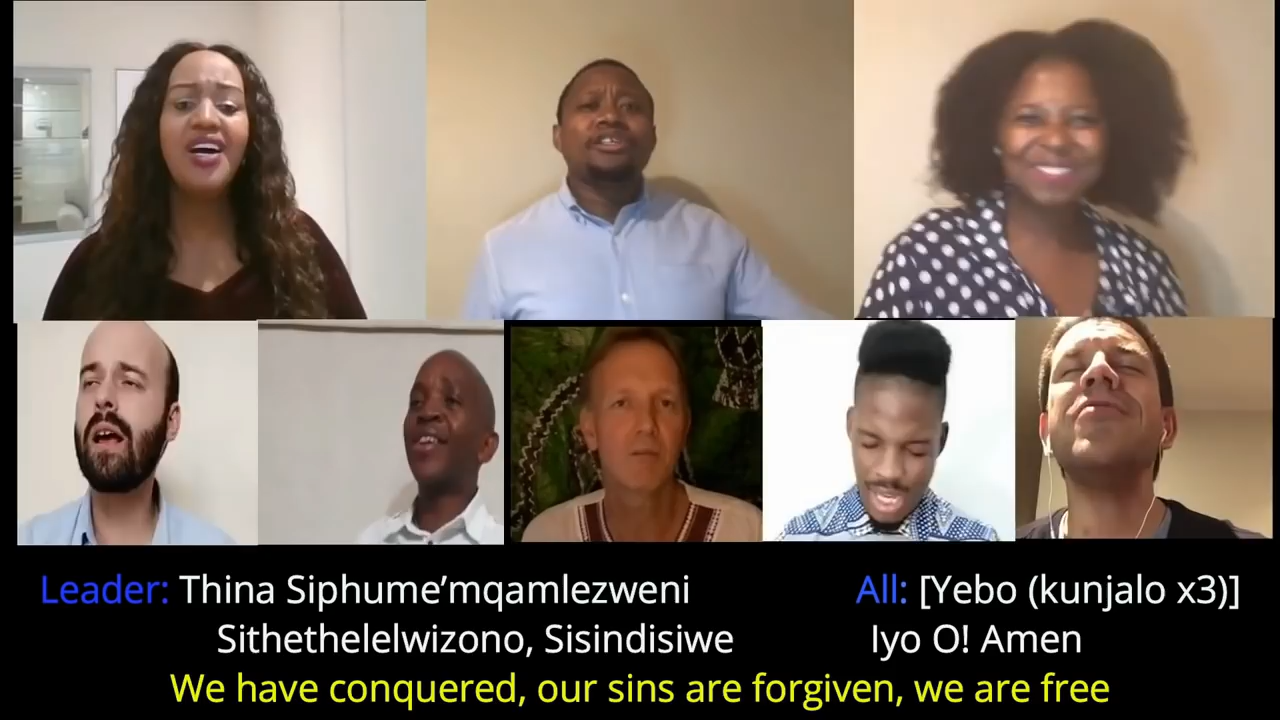 Leader: Thina Siphume’mqamlezweni All: [Yebo (kunjalo x3)]
Sithethelelwizono, Sisindisiwe Iyo O! Amen
We have conquered, our sins are forgiven, we are free